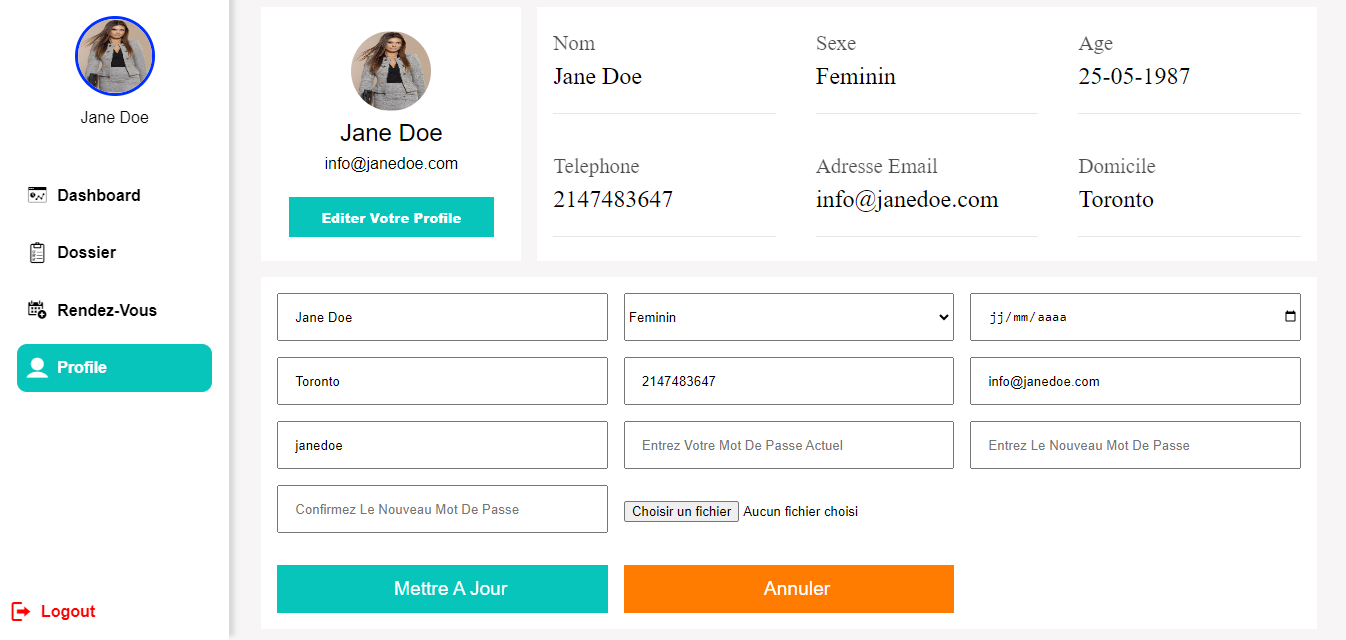 Jane Doe
Dashboard
Dossier
Rendez-Vous
Profile
Logout
Jane Doe
info@janedoe.com
Editer Votre Profile
Nom
Jane Doe
Sexe
Feminin
Age
25-05-1987
Telephone
2147483647
Adresse Email
info@janedoe.com
Domicile
Toronto
Jane Doe
Feminin
jj/mm/aaaa
Toronto
2147483647
info@janedoe.com
janedoe
Entrez Votre Mot De Passe Actuel
Entrez Le Nouveau Mot De Passe
Confirmez Le Nouveau Mot De Passe
Choisir un fichier Aucun fichier choisi
Mettre A Jour
Annuler